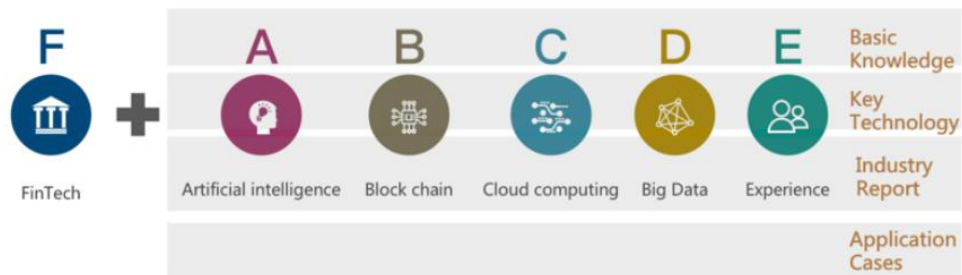 F A B C D E
Basic
Knowledge
Key
Technology
Industry
Report
FinTech
Artificial intelligence
Block chain
Cloud computing
Big Data
Experience
Application
Cases